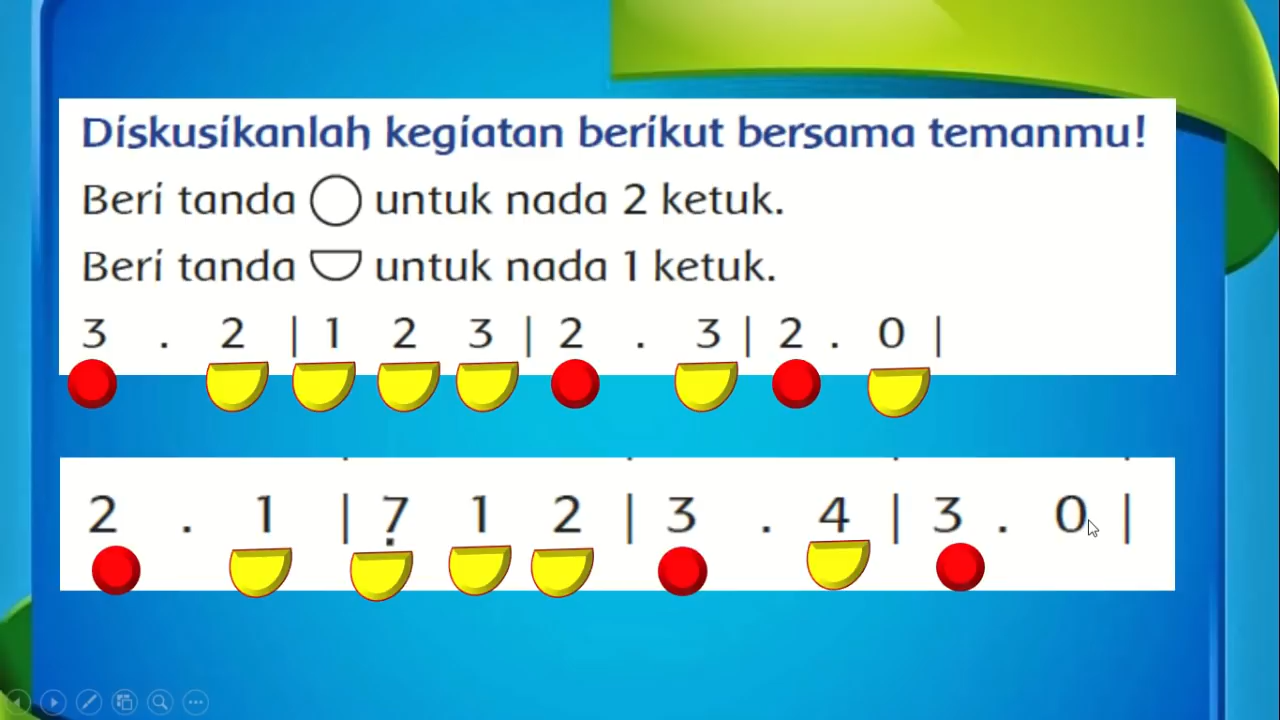 Diskusikanlah kegiatan berikut bersama temanmu!
Beri tanda untuk nada 2 ketuk.
Beri tanda untuk nada 1 ketuk.
3 . 2 | 1 2 3 | 2 . 3 | 2 . 0 |
2 . 1 | 7̣ 1 2 | 3 . 4 | 3 . 0 |